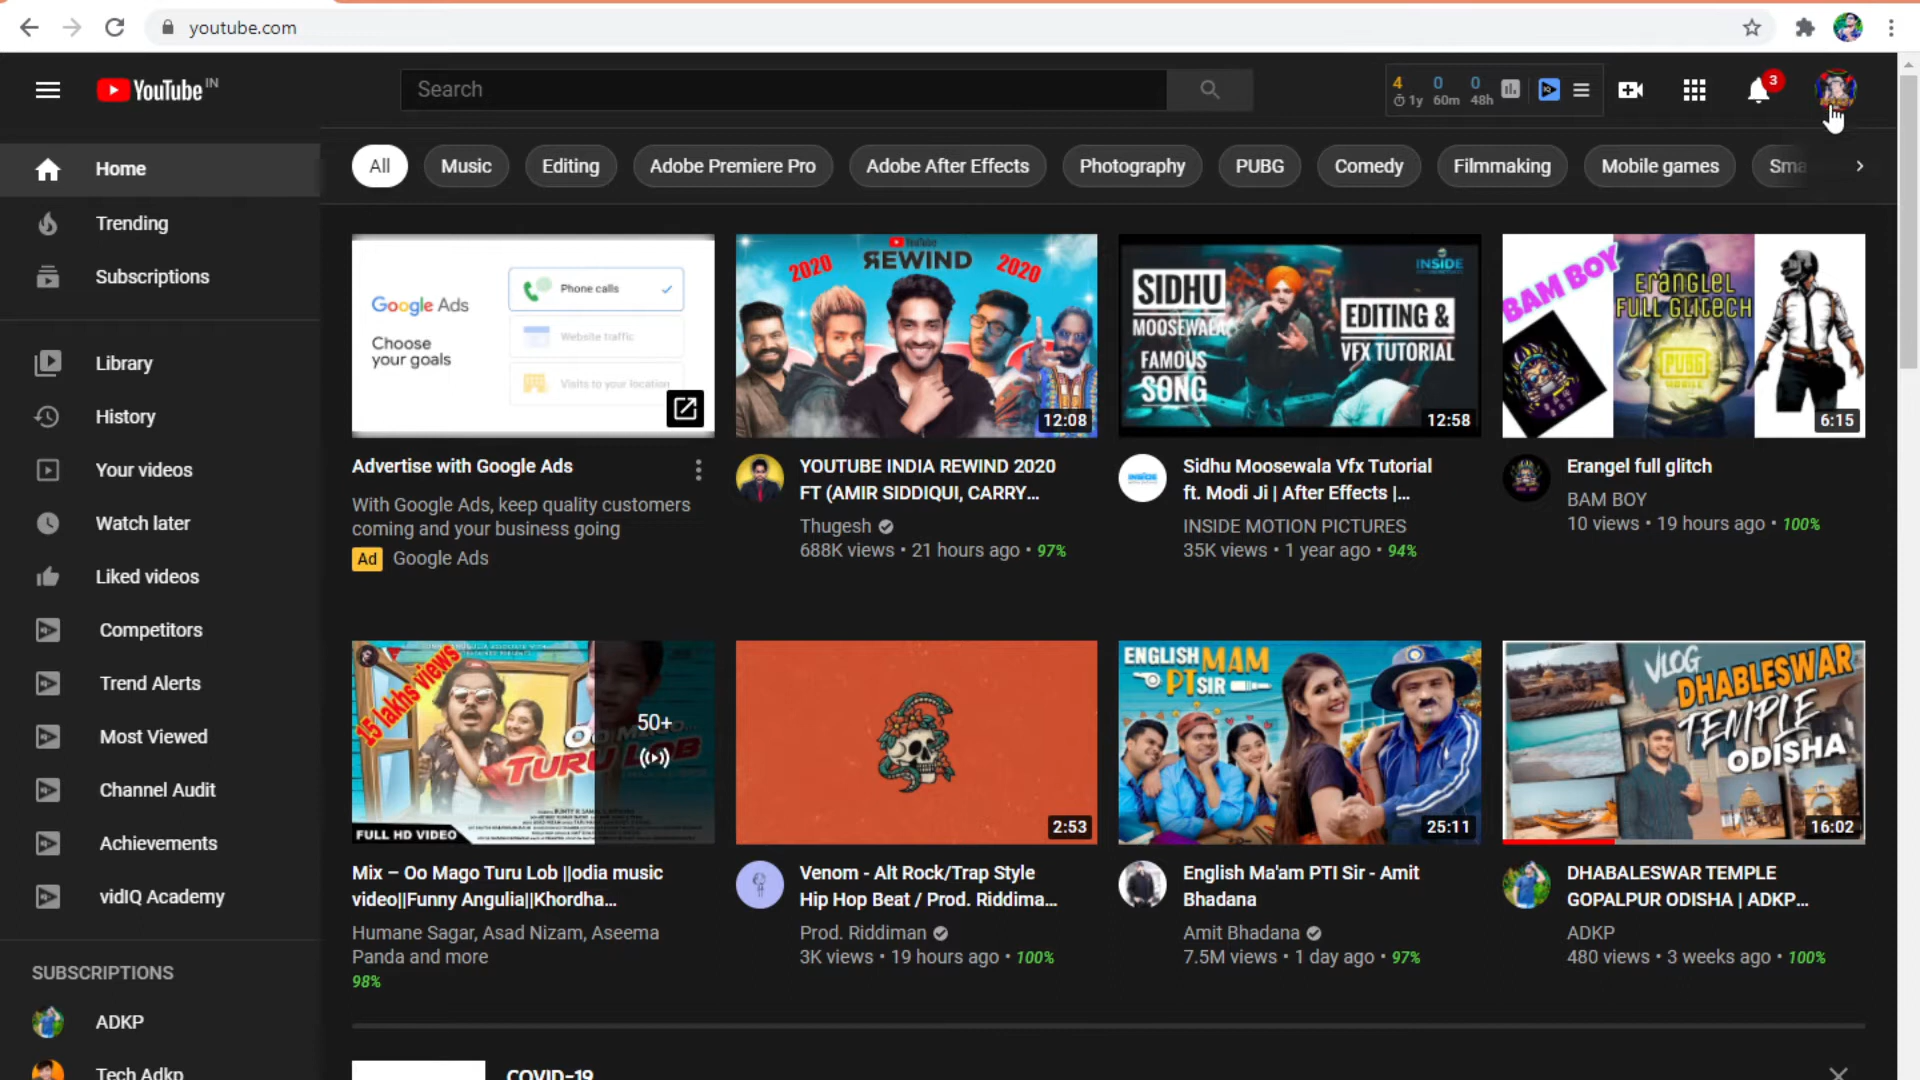 youtube.com
YouTube IN
Search
4 0 0
1y 60m 48h
3
Home
Trending
Subscriptions
Library
History
Your videos
Watch later
Liked videos
Competitors
Trend Alerts
Most Viewed
Channel Audit
Achievements
vidIQ Academy
SUBSCRIPTIONS
ADKP
Tech Adkp
All
Music
Editing
Adobe Premiere Pro
Adobe After Effects
Photography
PUBG
Comedy
Filmmaking
Mobile games
Sma
Google Ads
Choose
your goals
Phone calls
Website traffic
Visits to your location
Advertise with Google Ads
With Google Ads, keep quality customers
coming and your business going
Ad Google Ads
YouTube
2020 ЯEWIND 2020
12:08
YOUTUBE INDIA REWIND 2020
FT (AMIR SIDDIQUI, CARRY...
Thugesh
688K views • 21 hours ago • 97%
INSIDE
SIDHU
MOOSEWALA
FAMOUS
SONG
EDITING &
VFX TUTORIAL
12:58
Sidhu Moosewala Vfx Tutorial
ft. Modi Ji | After Effects |...
INSIDE MOTION PICTURES
35K views • 1 year ago • 94%
BAM BOY
ErangLEL
FULL GLITECH
PUBG
MOBILE
6:15
Erangel full glitch
BAM BOY
10 views • 19 hours ago • 100%
15 lakhs views
TURU LOB
FULL HD VIDEO
50+
Mix – Oo Mago Turu Lob ||odia music
video||Funny Angulia||Khordha...
Humane Sagar, Asad Nizam, Aseema
Panda and more
98%
2:53
Venom - Alt Rock/Trap Style
Hip Hop Beat / Prod. Riddima...
Prod. Riddiman
3K views • 19 hours ago • 100%
ENGLISH MAM
PT SIR
25:11
English Ma'am PTI Sir - Amit
Bhadana
Amit Bhadana
7.5M views • 1 day ago • 97%
VLOG
DHABLESWAR
TEMPLE
ODISHA
16:02
DHABALESWAR TEMPLE
GOPALPUR ODISHA | ADKP...
ADKP
480 views • 3 weeks ago • 100%
COVID-19